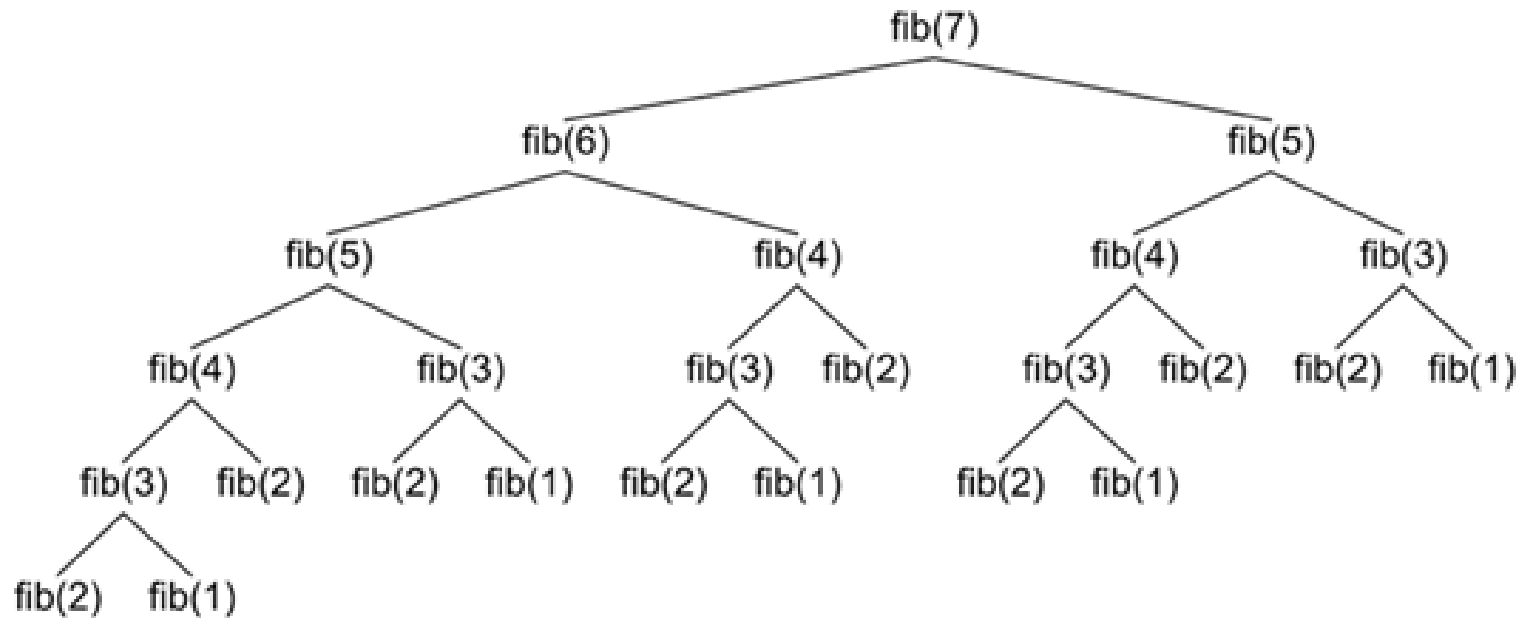 fib(7)
fib(6) fib(5)
fib(5) fib(4) fib(4) fib(3)
fib(4) fib(3) fib(3) fib(2) fib(3) fib(2) fib(2) fib(1)
fib(3) fib(2) fib(2) fib(1) fib(2) fib(1) fib(2) fib(1)
fib(2) fib(1)